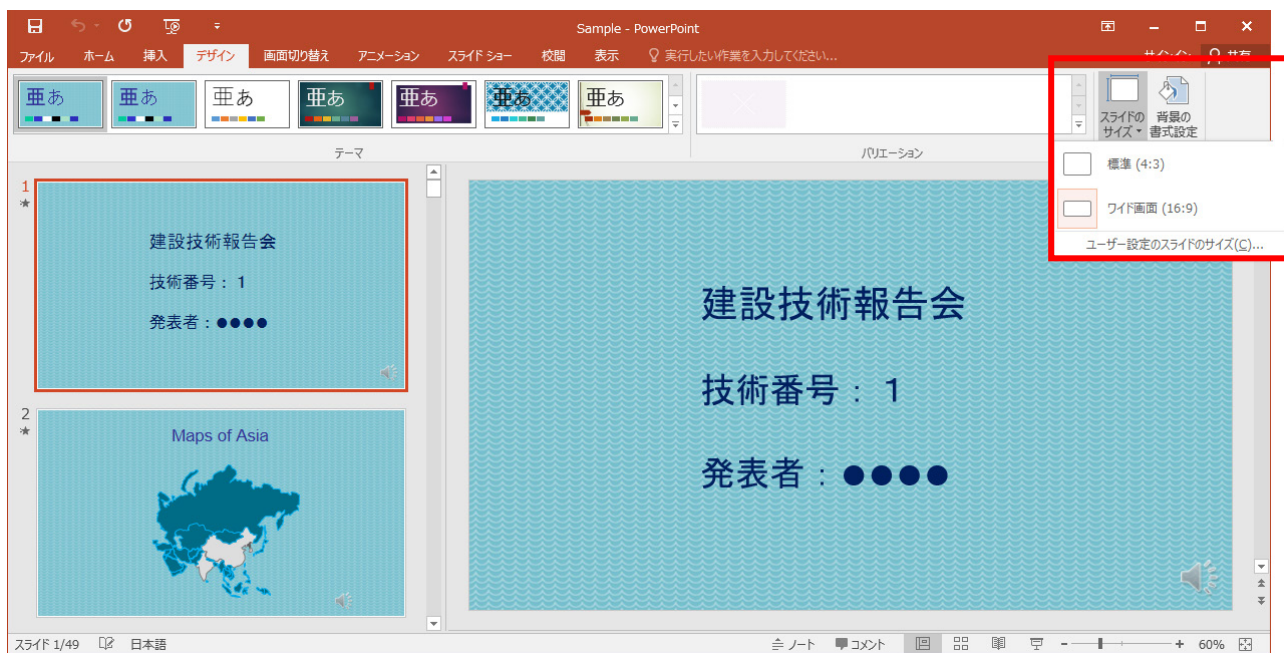 Sample - PowerPoint
ファイル ホーム 挿入 デザイン 画面切り替え アニメーション スライド ショー 校閲 表示 実行したい作業を入力してください... サインイン 共有
亜あ 亜あ 亜あ 亜あ 亜あ 亜あ 亜あ
スライドの
サイズ
背景の
書式設定
テーマ
バリエーション
標準 (4:3)
ワイド画面 (16:9)
ユーザー設定のスライドのサイズ(C)...
1
建設技術報告会
技術番号：１
発表者：●●●●
2
Maps of Asia
建設技術報告会
技術番号：１
発表者：●●●●
スライド 1/49 日本語 ノート コメント 60%